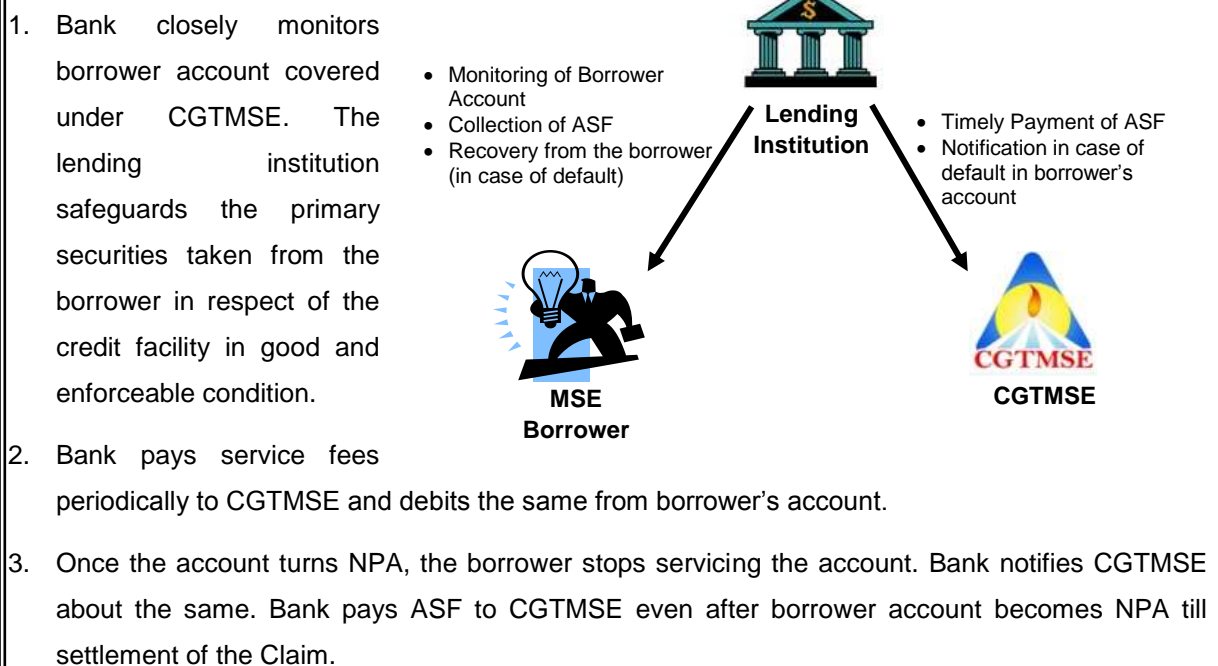 1. Bank closely monitors
borrower account covered
under CGTMSE. The
lending institution
safeguards the primary
securities taken from the
borrower in respect of the
credit facility in good and
enforceable condition.
$
• Monitoring of Borrower
Account
• Collection of ASF
• Recovery from the borrower
(in case of default)
Lending
Institution
• Timely Payment of ASF
• Notification in case of
default in borrower's
account
MSE
Borrower
CGTMSE
CGTMSE
2. Bank pays service fees
periodically to CGTMSE and debits the same from borrower's account.
3. Once the account turns NPA, the borrower stops servicing the account. Bank notifies CGTMSE
about the same. Bank pays ASF to CGTMSE even after borrower account becomes NPA till
settlement of the Claim.